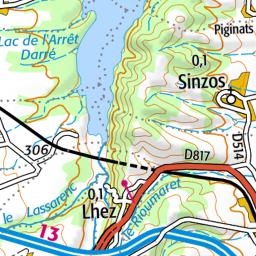 Piginats
Lac de l'Arrêt
Darré
0,1
Sinzos
306
D817
D514
le Lassarenc
0,1
Lhez
le Rioumaret
13